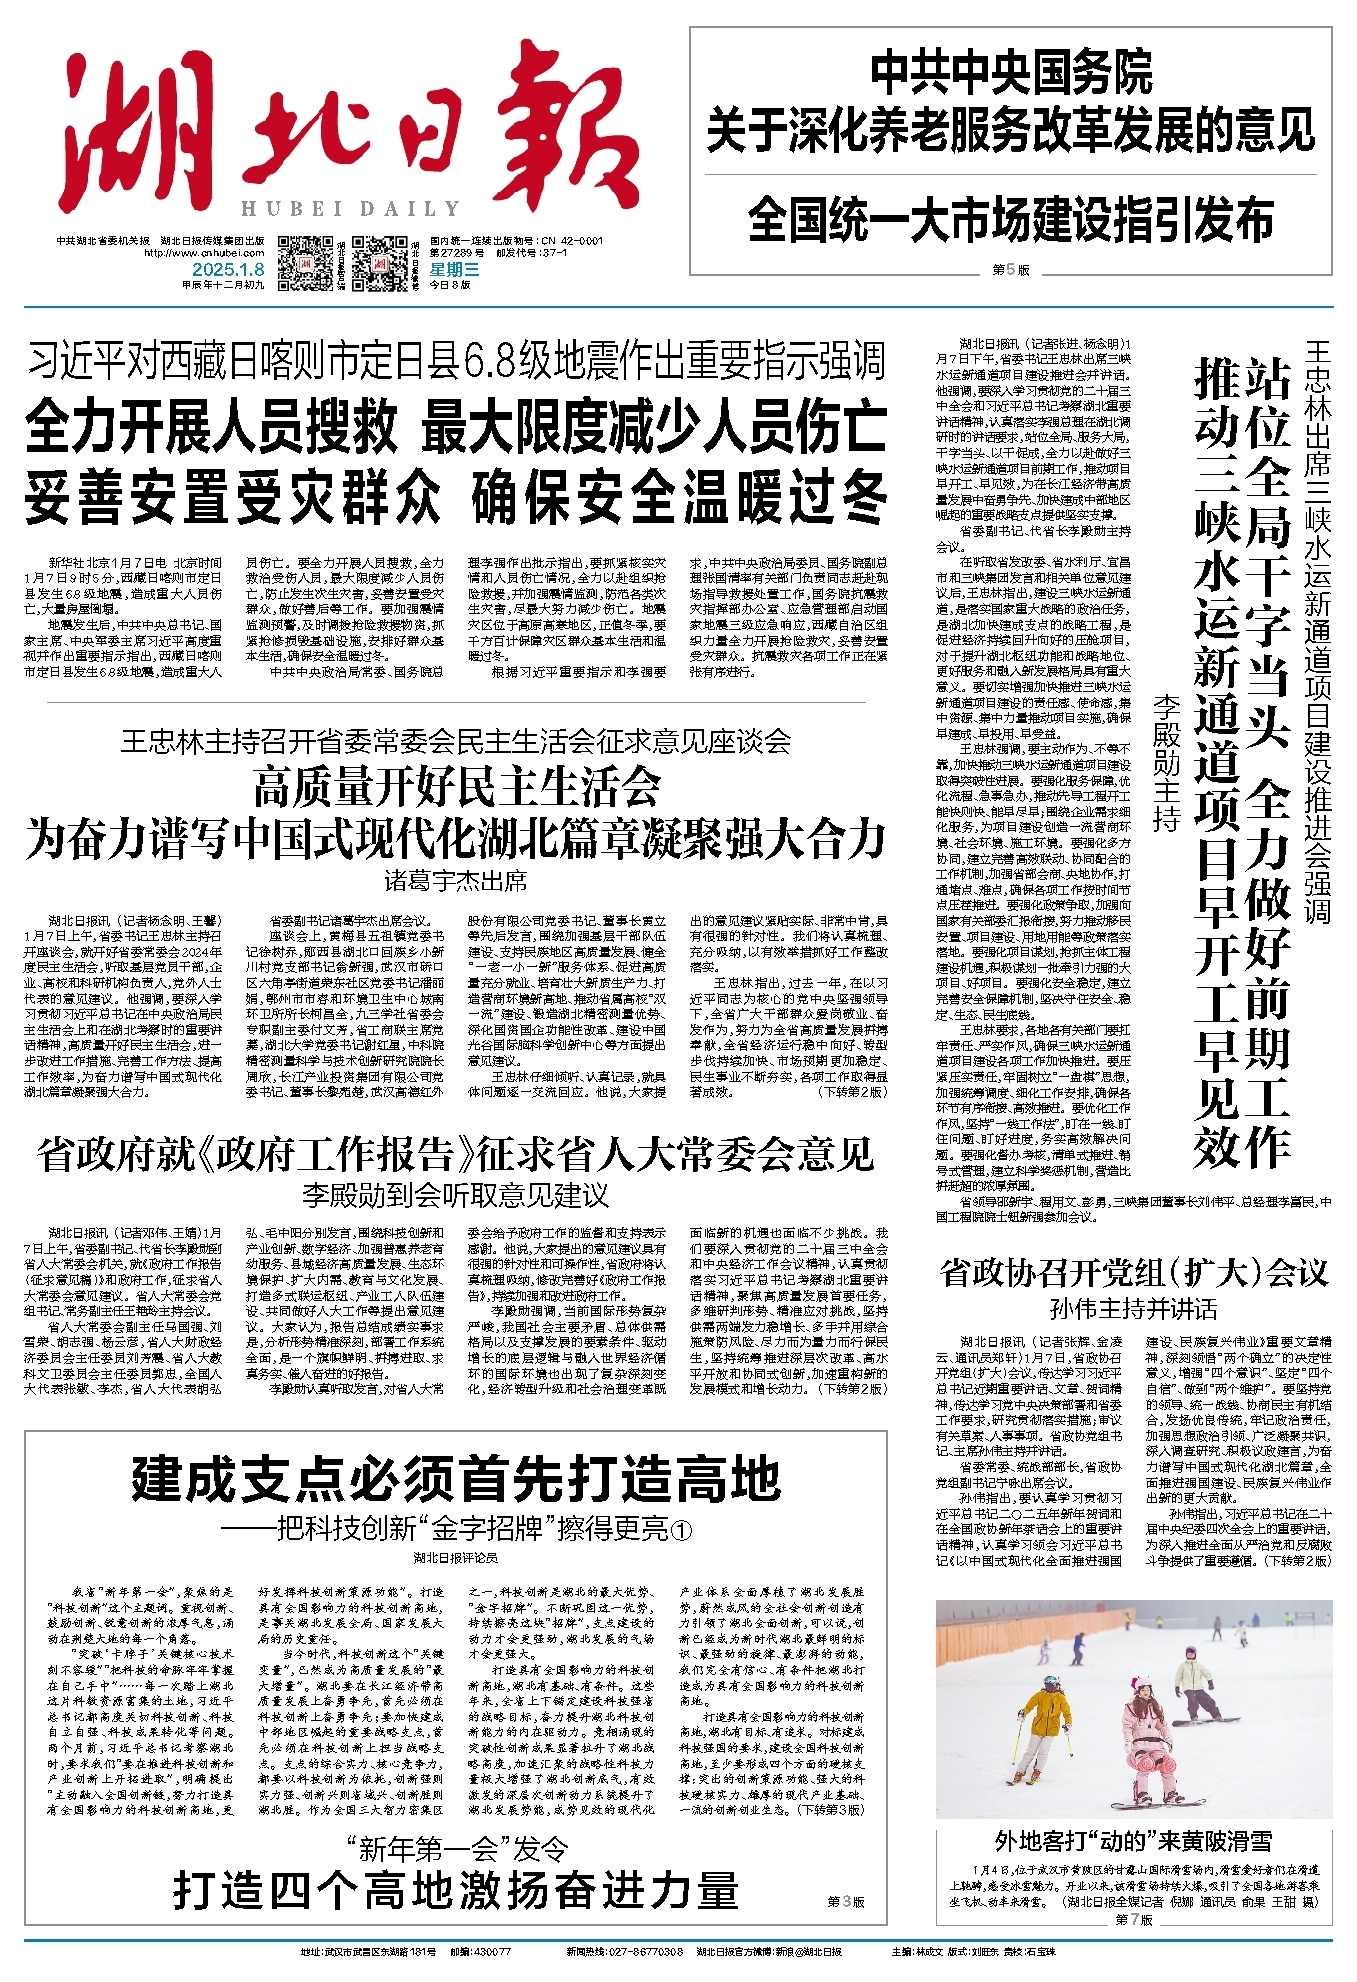 湖北日報
HUBEI DAILY
中共湖北省委机关报 湖北日报传媒集团出版
http://www.cnhubei.com
2025.1.8
甲辰年十二月初九
国内统一连续出版物号：CN 42-0001
第27289号 邮发代号：37-1
星期三
今日8版
中共中央国务院
关于深化养老服务改革发展的意见
全国统一大市场建设指引发布
第5版
习近平对西藏日喀则市定日县6.8级地震作出重要指示强调
全力开展人员搜救 最大限度减少人员伤亡
妥善安置受灾群众 确保安全温暖过冬
新华社北京1月7日电 北京时间
1月7日9时5分，西藏日喀则市定日
县发生6.8级地震，造成重大人员伤
亡，大量房屋倒塌。
地震发生后，中共中央总书记、国
家主席、中央军委主席习近平高度重
视并作出重要指示指出，西藏日喀则
市定日县发生6.8级地震，造成重大人
员伤亡。要全力开展人员搜救，全力
救治受伤人员，最大限度减少人员伤
亡，防止发生次生灾害，妥善安置受灾
群众，做好善后等工作。要加强震情
监测预警，及时调拨抢险救援物资，抓
紧抢修损毁基础设施，安排好群众基
本生活，确保安全温暖过冬。
中共中央政治局常委、国务院总
理李强作出批示指出，要抓紧核实灾
情和人员伤亡情况，全力以赴组织抢
险救援，并加强震情监测，防范各类次
生灾害，尽最大努力减少伤亡。地震
灾区位于高原高寒地区，正值冬季，要
千方百计保障灾区群众基本生活和温
暖过冬。
根据习近平重要指示和李强要
求，中共中央政治局委员、国务院副总
理张国清率有关部门负责同志赶赴现
场指导救援处置工作，国务院抗震救
灾指挥部办公室、应急管理部启动国
家地震三级应急响应，西藏自治区组
织力量全力开展抢险救灾，妥善安置
受灾群众。抗震救灾各项工作正在紧
张有序进行。
王忠林主持召开省委常委会民主生活会征求意见座谈会
高质量开好民主生活会
为奋力谱写中国式现代化湖北篇章凝聚强大合力
诸葛宇杰出席
湖北日报讯（记者杨念明、王馨）
1月7日上午，省委书记王忠林主持召
开座谈会，就开好省委常委会2024年
度民主生活会，听取基层党员干部，企
业、高校和科研机构负责人，党外人士
代表的意见建议。他强调，要深入学
习贯彻习近平总书记在中央政治局民
主生活会上和在湖北考察时的重要讲
话精神，高质量开好民主生活会，进一
步改进工作措施、完善工作方法、提高
工作效率，为奋力谱写中国式现代化
湖北篇章凝聚强大合力。
省委副书记诸葛宇杰出席会议。
座谈会上，黄梅县五祖镇党委书
记徐树乔，郧西县湖北口回族乡小新
川村党支部书记翁新强，武汉市硚口
区六角亭街道荣东社区党委书记潘丽
娟，鄂州市市容和环境卫生中心城南
环卫所所长柯昌全，九三学社省委会
专职副主委付文芳，省工商联主席党
蓁，湖北大学党委书记谢红星，中科院
精密测量科学与技术创新研究院院长
周欣，长江产业投资集团有限公司党
委书记、董事长黎苑楚，武汉高德红外
股份有限公司党委书记、董事长黄立
等先后发言，围绕加强基层干部队伍
建设、支持民族地区高质量发展、健全
“一老一小一新”服务体系、促进高质
量充分就业、培育壮大新质生产力、打
造营商环境新高地、推动省属高校“双
一流”建设、锻造湖北精密测量优势、
深化国资国企功能性改革、建设中国
光谷国际脑科学创新中心等方面提出
意见建议。
王忠林仔细倾听、认真记录，就具
体问题逐一交流回应。他说，大家提
出的意见建议紧贴实际、非常中肯，具
有很强的针对性。我们将认真梳理、
充分吸纳，以有效举措抓好工作整改
落实。
王忠林指出，过去一年，在以习
近平同志为核心的党中央坚强领导
下，全省广大干部群众爱岗敬业、奋
发作为，努力为全省高质量发展拼搏
奉献，全省经济运行稳中向好、转型
步伐持续加快、市场预期更加稳定、
民生事业不断夯实，各项工作取得显
著成效。 （下转第2版）
省政府就《政府工作报告》征求省人大常委会意见
李殿勋到会听取意见建议
湖北日报讯（记者邓伟、王婧）1月
7日上午，省委副书记、代省长李殿勋到
省人大常委会机关，就《政府工作报告
（征求意见稿）》和政府工作，征求省人
大常委会意见建议。省人大常委会党
组书记、常务副主任王艳玲主持会议。
省人大常委会副主任马国强、刘
雪荣、胡志强、杨云彦，省人大财政经
济委员会主任委员刘芳震、省人大教
科文卫委员会主任委员郭忠，全国人
大代表张敏、李杰，省人大代表胡弘
弘、毛中阳分别发言，围绕科技创新和
产业创新、数字经济、加强普惠养老育
幼服务、县域经济高质量发展、生态环
境保护、扩大内需、教育与文化发展、
打造多式联运枢纽、产业工人队伍建
设、共同做好人大工作等提出意见建
议。大家认为，报告总结成绩实事求
是，分析形势精准深刻，部署工作系统
全面，是一个旗帜鲜明、拼搏进取、求
真务实、催人奋进的好报告。
李殿勋认真听取发言，对省人大常
委会给予政府工作的监督和支持表示
感谢。他说，大家提出的意见建议具有
很强的针对性和可操作性，省政府将认
真梳理吸纳，修改完善好《政府工作报
告》，持续加强和改进政府工作。
李殿勋强调，当前国际形势复杂
严峻，我国社会主要矛盾、总体供需
格局以及支撑发展的要素条件、驱动
增长的底层逻辑与融入世界经济循
环的国际环境也出现了复杂深刻变
化，经济转型升级和社会治理变革既
面临新的机遇也面临不少挑战。我
们要深入贯彻党的二十届三中全会
和中央经济工作会议精神，认真贯彻
落实习近平总书记考察湖北重要讲
话精神，聚焦高质量发展首要任务，
多维研判形势、精准应对挑战，坚持
供需两端发力稳增长、多手并用综合
施策防风险、尽力而为量力而行保民
生，坚持统筹推进深层次改革、高水
平开放和协同式创新，加速重构新的
发展模式和增长动力。（下转第2版）
建成支点必须首先打造高地
——把科技创新“金字招牌”擦得更亮①
湖北日报评论员
我省“新年第一会”，聚焦的是
“科技创新”这个主题词。重视创新、
鼓励创新、锐意创新的浓厚气息，涌
动在荆楚大地的每一个角落。
“突破‘卡脖子’关键核心技术
刻不容缓”“把科技的命脉牢牢掌握
在自己手中”……每一次踏上湖北
这片科教资源富集的土地，习近平
总书记都高度关切科技创新、科技
自立自强、科技成果转化等问题。
两个月前，习近平总书记考察湖北
时，要求我们“要在推进科技创新和
产业创新上开拓进取”，明确提出
“主动融入全国创新链，努力打造具
有全国影响力的科技创新高地，更
好发挥科技创新策源功能”。打造
具有全国影响力的科技创新高地，
是事关湖北发展全局、国家发展大
局的历史重任。
当今时代，科技创新这个“关键
变量”，已然成为高质量发展的“最
大增量”。湖北要在长江经济带高
质量发展上奋勇争先，首先必须在
科技创新上奋勇争先；要加快建成
中部地区崛起的重要战略支点，首
先必须在科技创新上担当战略支
点。支点的综合实力、核心竞争力，
都要以科技创新为依托，创新强则
实力强、创新兴则省域兴、创新胜则
湖北胜。作为全国三大智力密集区
之一，科技创新是湖北的最大优势、
“金字招牌”。不断巩固这一优势，
持续擦亮这块“招牌”，支点建设的
动力才会更强劲，湖北发展的气场
才会更强大。
打造具有全国影响力的科技创
新高地，湖北有基础、有条件。这些
年来，全省上下锚定建设科技强省
的战略目标，奋力提升湖北科技创
新能力的内在驱动力。竞相涌现的
突破性创新成果显著拉升了湖北战
略高度，加速汇聚的战略性科技力
量极大增强了湖北创新底气，有效
激发的深层次创新动力系统提升了
湖北发展势能，成势见效的现代化
产业体系全面厚植了湖北发展胜
势，蔚然成风的全社会创新创造有
力引领了湖北全面创新，可以说，创
新已经成为新时代湖北最鲜明的标
识、最强劲的旋律、最澎湃的动能，
我们完全有信心、有条件把湖北打
造成为具有全国影响力的科技创新
高地。
打造具有全国影响力的科技创新
高地，湖北有目标、有追求。对标建成
科技强国的要求，建设全国科技创新
高地，至少要形成四个方面的硬核支
撑：突出的创新策源功能、强大的科
技硬核实力、雄厚的现代产业基础、
一流的创新创业生态。（下转第3版）
“新年第一会”发令
打造四个高地激扬奋进力量
第3版
王忠林出席三峡水运新通道项目建设推进会强调
站位全局干字当头 全力做好前期工作
推动三峡水运新通道项目早开工早见效
李殿勋主持
湖北日报讯（记者张进、杨念明）1
月7日下午，省委书记王忠林出席三峡
水运新通道项目建设推进会并讲话。
他强调，要深入学习贯彻党的二十届三
中全会和习近平总书记考察湖北重要
讲话精神，认真落实李强总理在湖北调
研时的讲话要求，站位全局、服务大局，
干字当头、以干促成，全力以赴做好三
峡水运新通道项目前期工作，推动项目
早开工、早见效，为在长江经济带高质
量发展中奋勇争先、加快建成中部地区
崛起的重要战略支点提供坚实支撑。
省委副书记、代省长李殿勋主持
会议。
在听取省发改委、省水利厅、宜昌
市和三峡集团发言和相关单位意见建
议后，王忠林指出，建设三峡水运新通
道，是落实国家重大战略的政治任务，
是湖北加快建成支点的战略工程，是
促进经济持续回升向好的压舱项目，
对于提升湖北枢纽功能和战略地位、
更好服务和融入新发展格局具有重大
意义。要切实增强加快推进三峡水运
新通道项目建设的责任感、使命感，集
中资源、集中力量推动项目实施，确保
早建成、早投用、早受益。
王忠林强调，要主动作为、不等不
靠，加快推动三峡水运新通道项目建设
取得突破性进展。要强化服务保障，优
化流程、急事急办，推动先导工程开工
能快则快、能早尽早；围绕企业需求细
化服务，为项目建设创造一流营商环
境、社会环境、施工环境。要强化多方
协同，建立完善高效联动、协同配合的
工作机制，加强省部会商、央地协作，打
通堵点、难点，确保各项工作按时间节
点压茬推进。要强化政策争取，加强向
国家有关部委汇报衔接，努力推动移民
安置、项目建设、用地用能等政策落实
落地。要强化项目谋划，抢抓主体工程
建设机遇，积极谋划一批牵引力强的大
项目、好项目。要强化安全稳定，建立
完善安全保障机制，坚决守住安全、稳
定、生态、民生底线。
王忠林要求，各地各有关部门要扛
牢责任、严实作风，确保三峡水运新通
道项目建设各项工作加快推进。要压
紧压实责任，牢固树立“一盘棋”思想，
加强统筹调度、细化工作安排，确保各
环节有序衔接、高效推进。要优化工作
作风，坚持“一线工作法”，盯在一线、盯
住问题、盯好进度，务实高效解决问
题。要强化督办考核，清单式推进、销
号式管理，建立科学奖惩机制，营造比
拼赶超的浓厚氛围。
省领导邵新宇、程用文、彭勇，三峡集团董事长刘伟平、总经理李富民，中
国工程院院士钮新强参加会议。
省政协召开党组（扩大）会议
孙伟主持并讲话
湖北日报讯（记者张辉、金凌
云、通讯员郑轩）1月7日，省政协召
开党组（扩大）会议，传达学习习近平
总书记近期重要讲话、文章、贺词精
神，传达学习党中央决策部署和省委
工作要求，研究贯彻落实措施；审议
有关草案、人事事项。省政协党组书
记、主席孙伟主持并讲话。
省委常委、统战部部长，省政协
党组副书记宁咏出席会议。
孙伟指出，要认真学习贯彻习
近平总书记二〇二五年新年贺词和
在全国政协新年茶话会上的重要讲
话精神，认真学习领会习近平总书
记《以中国式现代化全面推进强国
建设、民族复兴伟业》重要文章精
神，深刻领悟“两个确立”的决定性
意义，增强“四个意识”、坚定“四个
自信”、做到“两个维护”。要坚持党
的领导、统一战线、协商民主有机结
合，发扬优良传统，牢记政治责任，
加强思想政治引领、广泛凝聚共识，
深入调查研究、积极议政建言，为奋
力谱写中国式现代化湖北篇章，全
面推进强国建设、民族复兴伟业作
出新的更大贡献。
孙伟指出，习近平总书记在二十
届中央纪委四次全会上的重要讲话，
为深入推进全面从严治党和反腐败
斗争提供了重要遵循。（下转第2版）
外地客打“动的”来黄陂滑雪
1月4日，位于武汉市黄陂区的甘露山国际滑雪场内，滑雪爱好者们在滑道
上驰骋，感受冰雪魅力。开业以来，该滑雪场持续火爆，吸引了全国各地游客乘
坐飞机、动车来滑雪。（湖北日报全媒记者 倪娜 通讯员 俞果 王甜 摄）
第7版
地址：武汉市武昌区东湖路181号 邮编：430077 新闻热线：027-86770308 湖北日报官方微博：新浪@湖北日报 主编：林成文 版式：刘阳东 责校：石宝珠